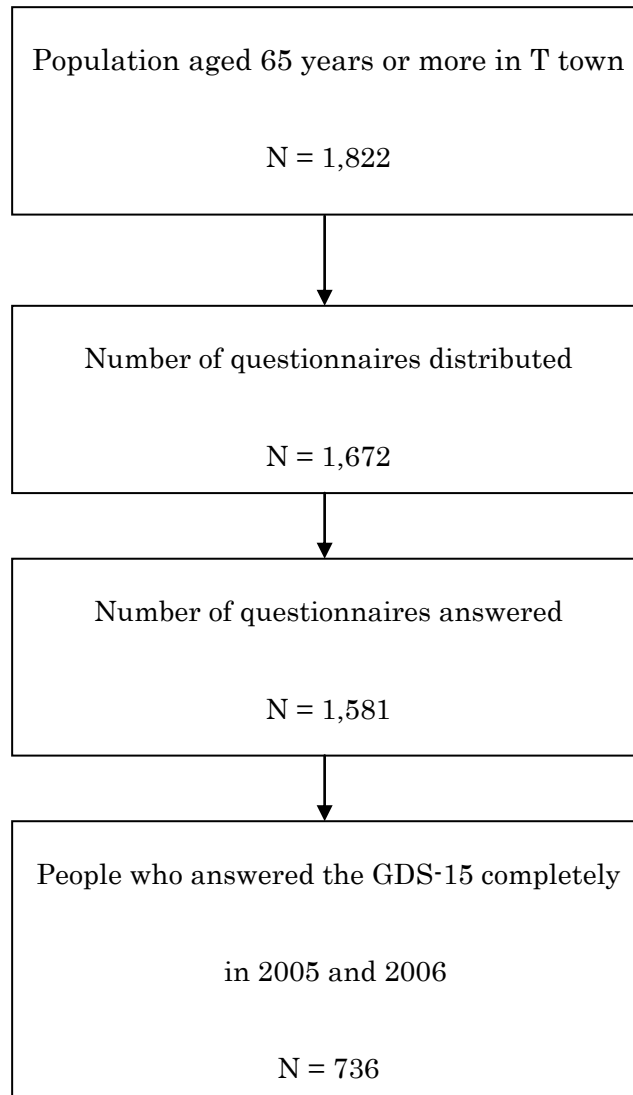 Population aged 65 years or more in T town
N = 1,822
Number of questionnaires distributed
N = 1,672
Number of questionnaires answered
N = 1,581
People who answered the GDS-15 completely
in 2005 and 2006
N = 736